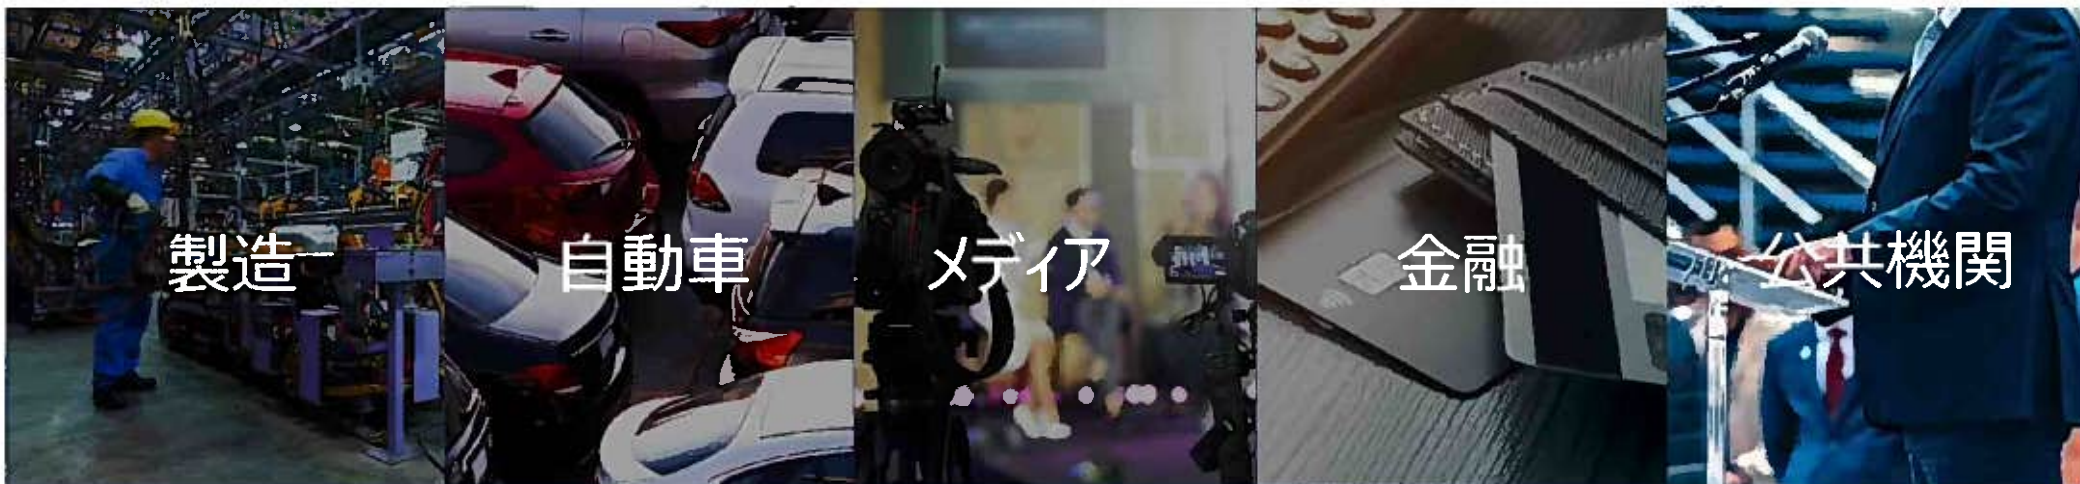 製造
自動車
メディア
金融
公共機関